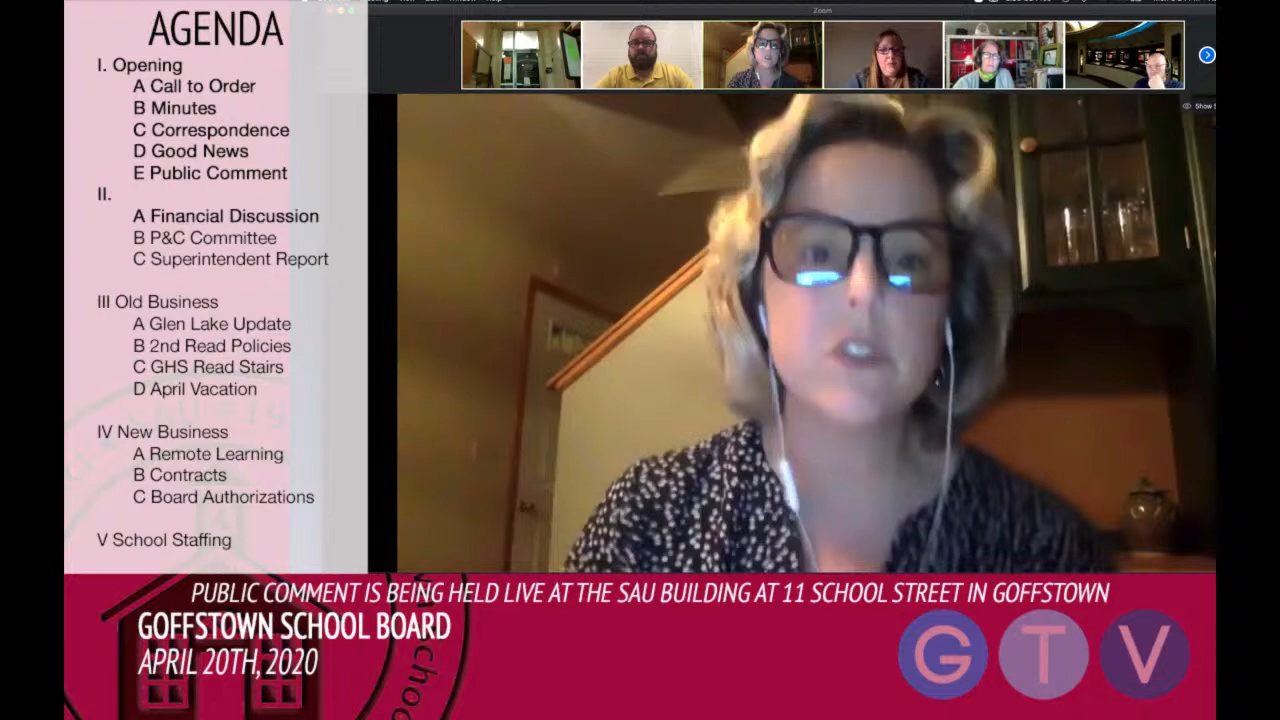 Zoom
AGENDA
I. Opening
A Call to Order
B Minutes
C Correspondence
D Good News
E Public Comment
II.
A Financial Discussion
B P&C Committee
C Superintendent Report
III Old Business
A Glen Lake Update
B 2nd Read Policies
C GHS Read Stairs
D April Vacation
IV New Business
A Remote Learning
B Contracts
C Board Authorizations
V School Staffing
Show
PUBLIC COMMENT IS BEING HELD LIVE AT THE SAU BUILDING AT 11 SCHOOL STREET IN GOFFSTOWN
GOFFSTOWN SCHOOL BOARD
APRIL 20TH, 2020
G T V